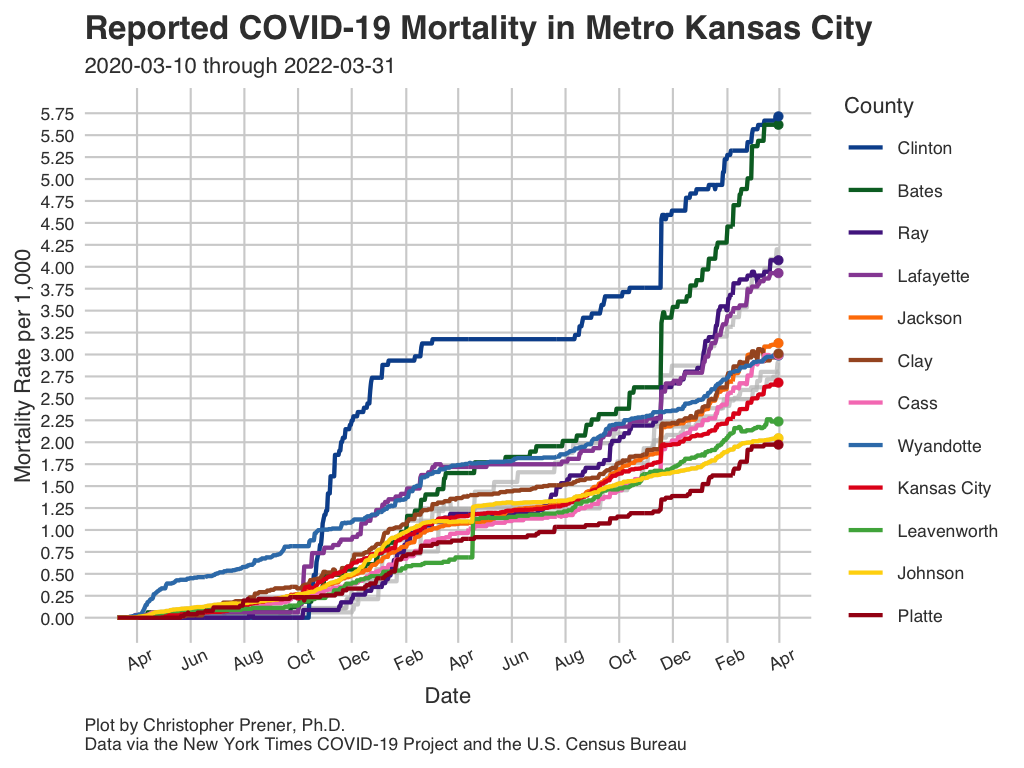 Reported COVID-19 Mortality in Metro Kansas City
2020-03-10 through 2022-03-31
Mortality Rate per 1,000
5.75
5.50
5.25
5.00
4.75
4.50
4.25
4.00
3.75
3.50
3.25
3.00
2.75
2.50
2.25
2.00
1.75
1.50
1.25
1.00
0.75
0.50
0.25
0.00
Apr Jun Aug Oct Dec Feb Apr Jun Aug Oct Dec Feb Apr
Date
County
Clinton
Bates
Ray
Lafayette
Jackson
Clay
Cass
Wyandotte
Kansas City
Leavenworth
Johnson
Platte
Plot by Christopher Prener, Ph.D.
Data via the New York Times COVID-19 Project and the U.S. Census Bureau